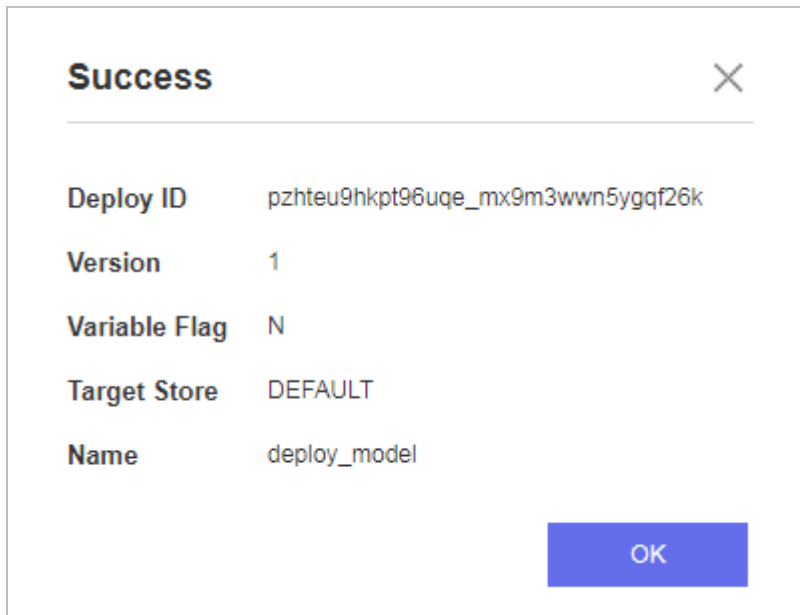 Success
Deploy ID pzhteu9hkpt96uqe_mx9m3wwn5ygqf26k
Version 1
Variable Flag N
Target Store DEFAULT
Name deploy_model
OK